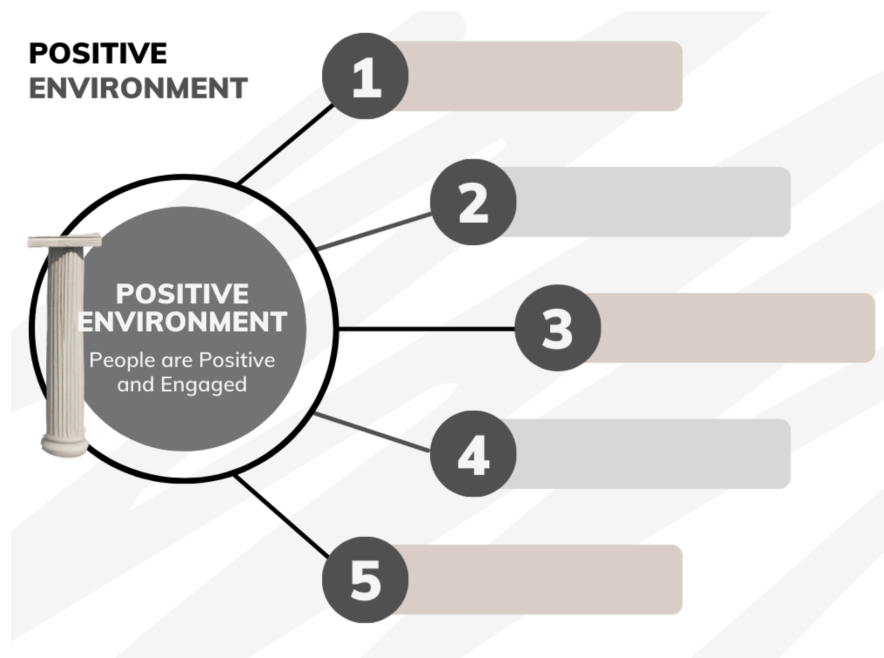 POSITIVE
ENVIRONMENT
1
2
3
4
5
POSITIVE
ENVIRONMENT
People are Positive
and Engaged